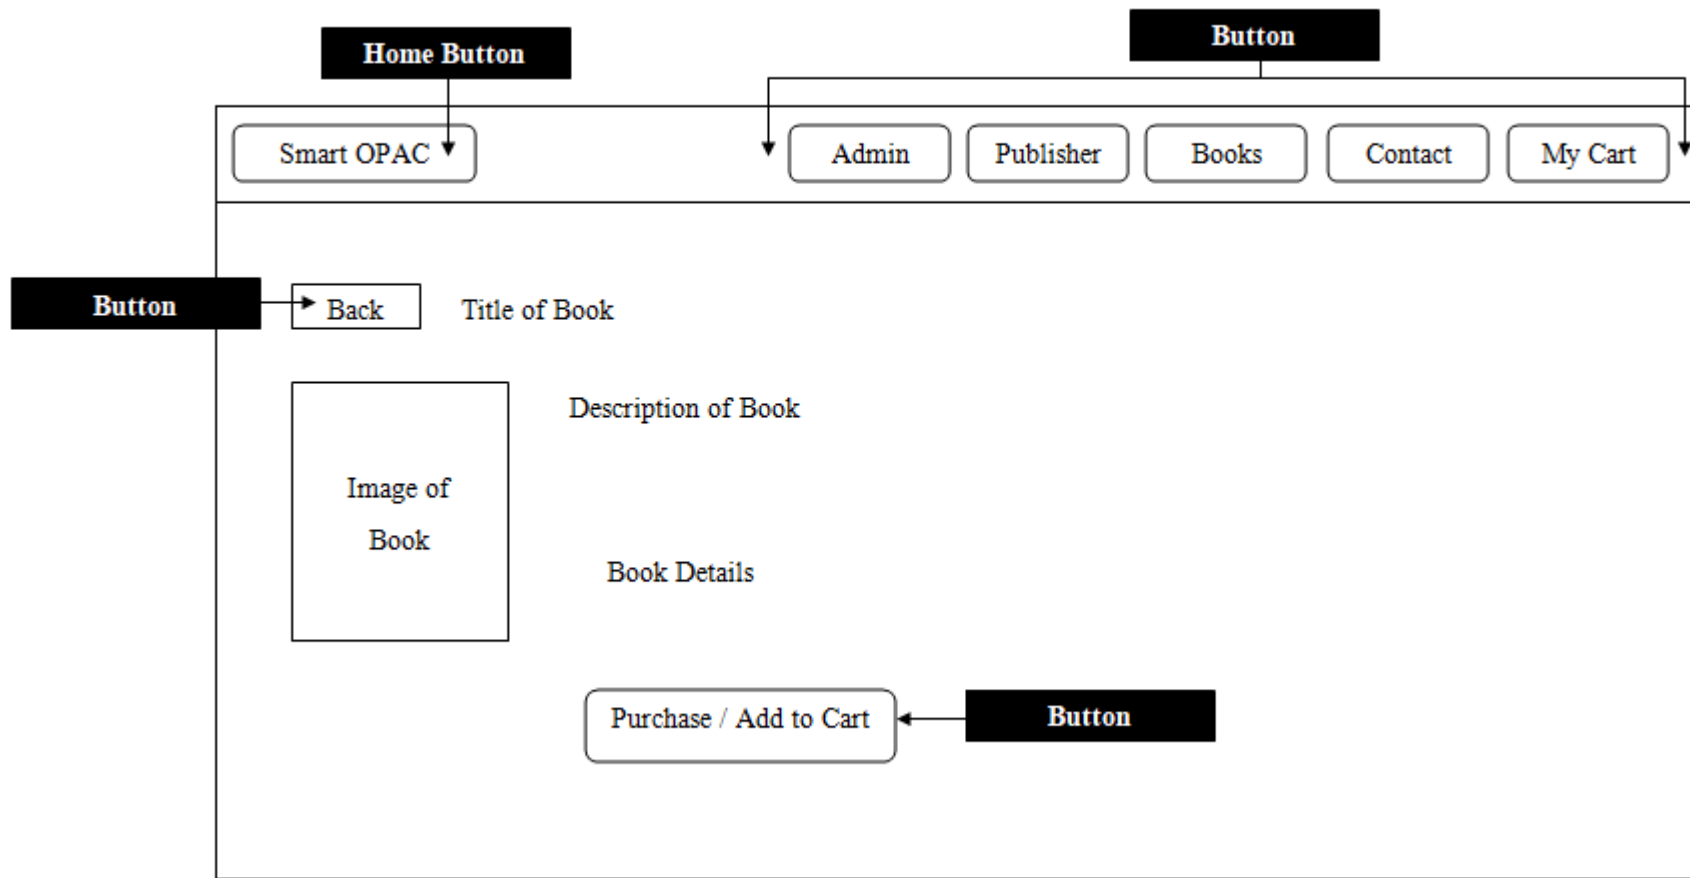 Home Button
Button
Smart OPAC
Admin
Publisher
Books
Contact
My Cart
Button
Back
Title of Book
Description of Book
Image of
Book
Book Details
Purchase / Add to Cart
Button